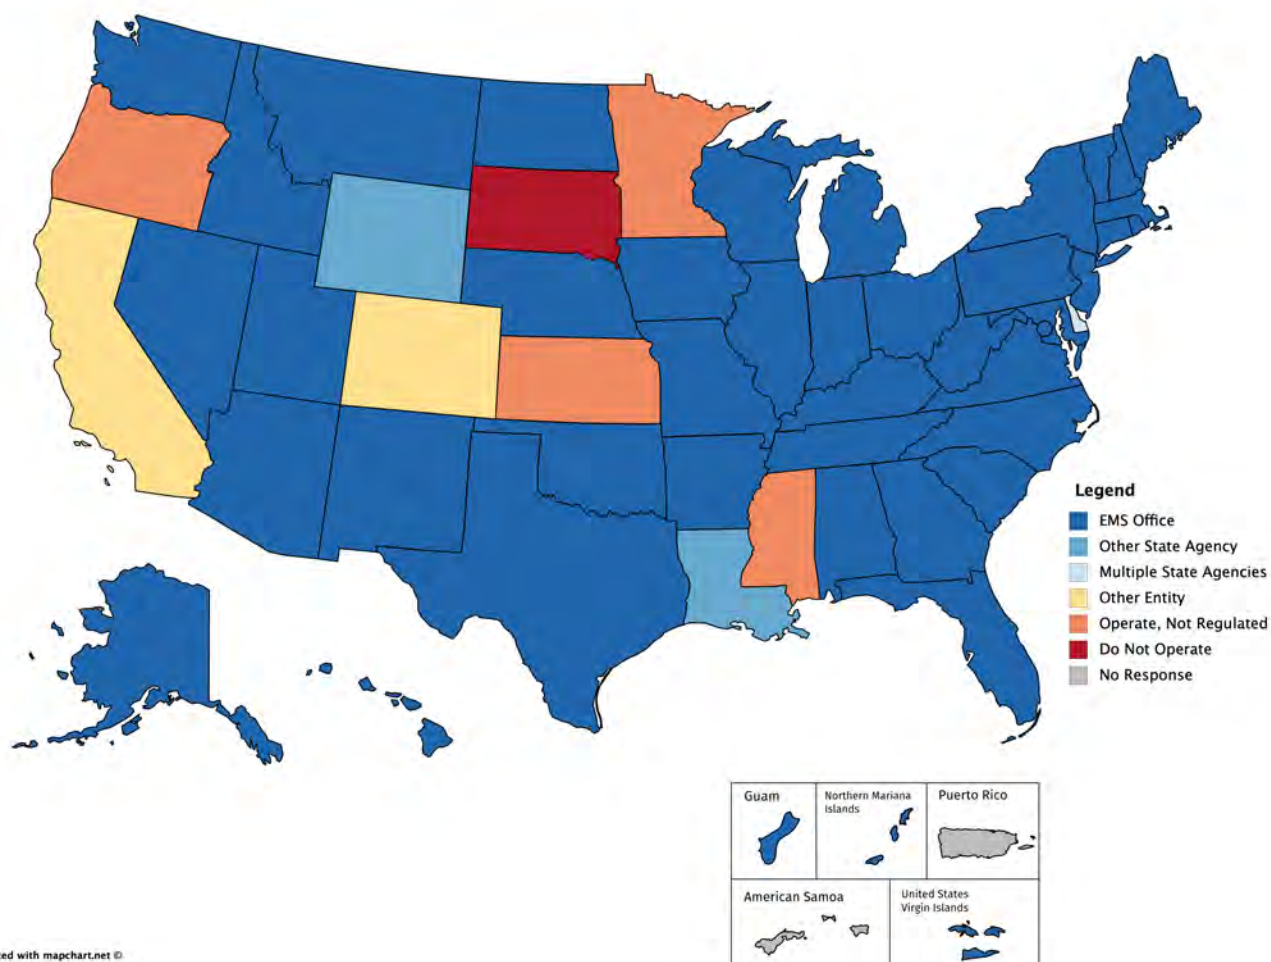 Legend
EMS Office
Other State Agency
Multiple State Agencies
Other Entity
Operate, Not Regulated
Do Not Operate
No Response
Guam
Northern Mariana
Islands
Puerto Rico
American Samoa
United States
Virgin Islands
ted with mapchart.net ©